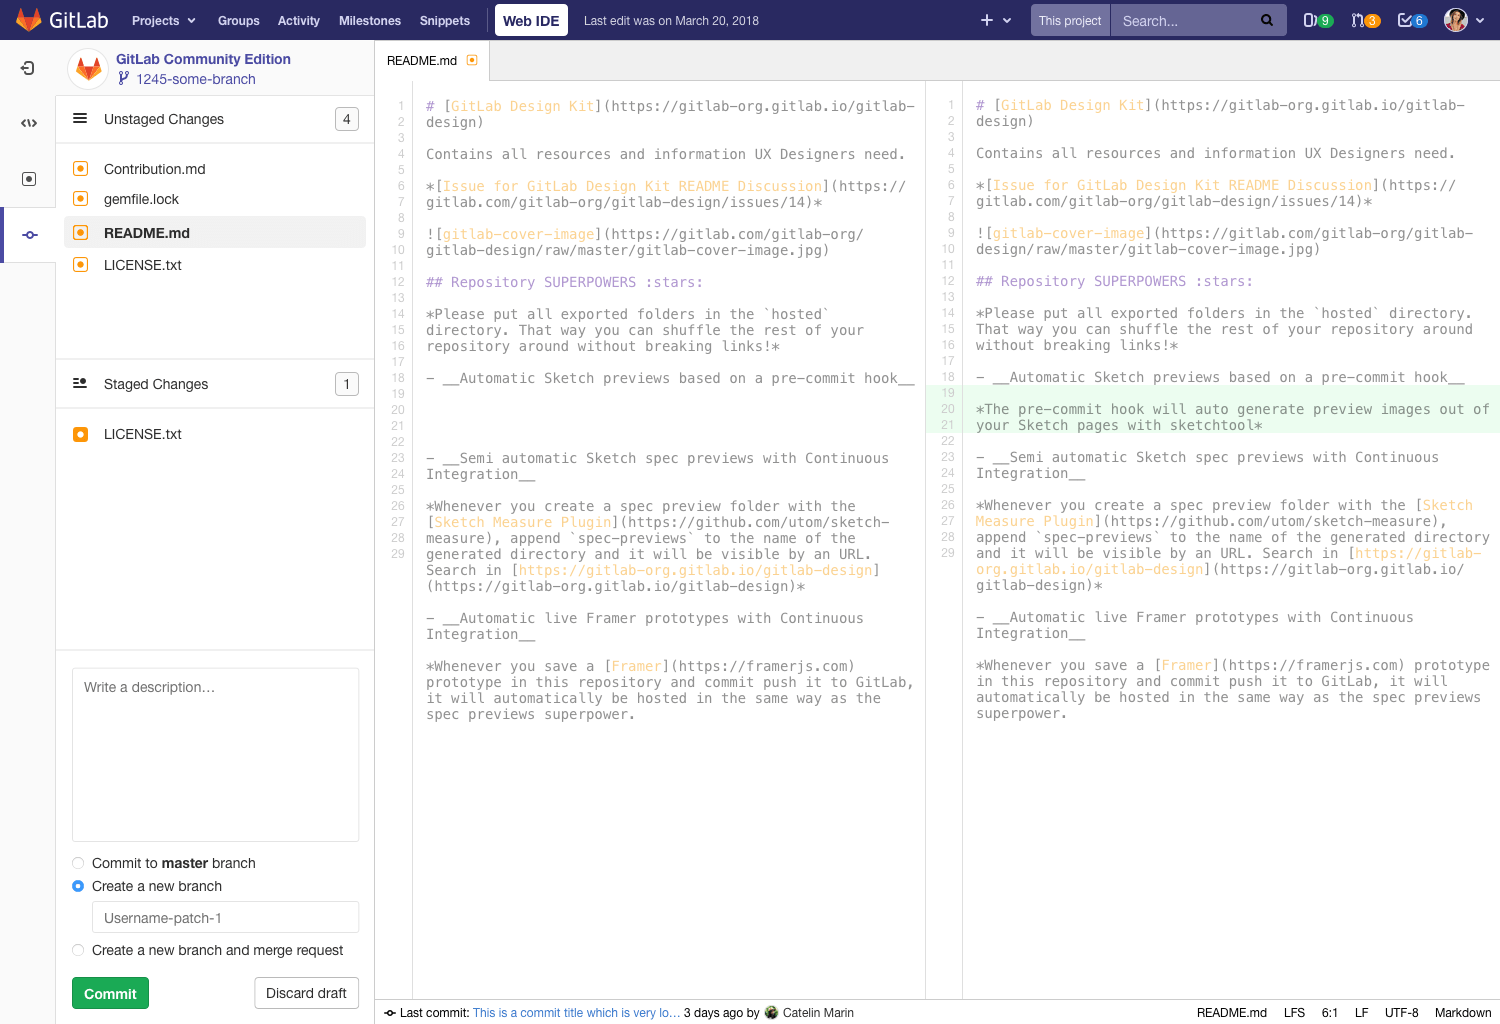 GitLab Projects Groups Activity Milestones Snippets Web IDE Last edit was on March 20, 2018 This project Search... 9 3 6
GitLab Community Edition
1245-some-branch
Unstaged Changes 4
Contribution.md
gemfile.lock
README.md
LICENSE.txt
Staged Changes 1
LICENSE.txt
Write a description…
Commit to master branch
Create a new branch
Username-patch-1
Create a new branch and merge request
Commit Discard draft
README.md
1
2
3
4
5
6
7
8
9
10
11
12
13
14
15
16
17
18
19
20
21
22
23
24
25
26
27
28
29
# [GitLab Design Kit](https://gitlab-org.gitlab.io/gitlab-
design)
Contains all resources and information UX Designers need.
*[Issue for GitLab Design Kit README Discussion](https://
gitlab.com/gitlab-org/gitlab-design/issues/14)*
![gitlab-cover-image](https://gitlab.com/gitlab-org/
gitlab-design/raw/master/gitlab-cover-image.jpg)
## Repository SUPERPOWERS :stars:
*Please put all exported folders in the `hosted`
directory. That way you can shuffle the rest of your
repository around without breaking links!*
- __Automatic Sketch previews based on a pre-commit hook__
- __Semi automatic Sketch spec previews with Continuous
Integration__
*Whenever you create a spec preview folder with the
[Sketch Measure Plugin](https://github.com/utom/sketch-
measure), append `spec-previews` to the name of the
generated directory and it will be visible by an URL.
Search in [https://gitlab-org.gitlab.io/gitlab-design]
(https://gitlab-org.gitlab.io/gitlab-design)*
- __Automatic live Framer prototypes with Continuous
Integration__
*Whenever you save a [Framer](https://framerjs.com)
prototype in this repository and commit push it to GitLab,
it will automatically be hosted in the same way as the
spec previews superpower.
1
2
3
4
5
6
7
8
9
10
11
12
13
14
15
16
17
18
19
20
21
22
23
24
25
26
27
28
29
# [GitLab Design Kit](https://gitlab-org.gitlab.io/gitlab-
design)
Contains all resources and information UX Designers need.
*[Issue for GitLab Design Kit README Discussion](https://
gitlab.com/gitlab-org/gitlab-design/issues/14)*
![gitlab-cover-image](https://gitlab.com/gitlab-org/gitlab-
design/raw/master/gitlab-cover-image.jpg)
## Repository SUPERPOWERS :stars:
*Please put all exported folders in the `hosted` directory.
That way you can shuffle the rest of your repository around
without breaking links!*
- __Automatic Sketch previews based on a pre-commit hook__
*The pre-commit hook will auto generate preview images out of
your Sketch pages with sketchtool*
- __Semi automatic Sketch spec previews with Continuous
Integration__
*Whenever you create a spec preview folder with the [Sketch
Measure Plugin](https://github.com/utom/sketch-measure),
append `spec-previews` to the name of the generated directory
and it will be visible by an URL. Search in [https://gitlab-
org.gitlab.io/gitlab-design](https://gitlab-org.gitlab.io/
gitlab-design)*
- __Automatic live Framer prototypes with Continuous
Integration__
*Whenever you save a [Framer](https://framerjs.com) prototype
in this repository and commit push it to GitLab, it will
automatically be hosted in the same way as the spec previews
superpower.
Last commit: This is a commit title which is very lo… 3 days ago by Catelin Marin README.md LFS 6:1 LF UTF-8 Markdown